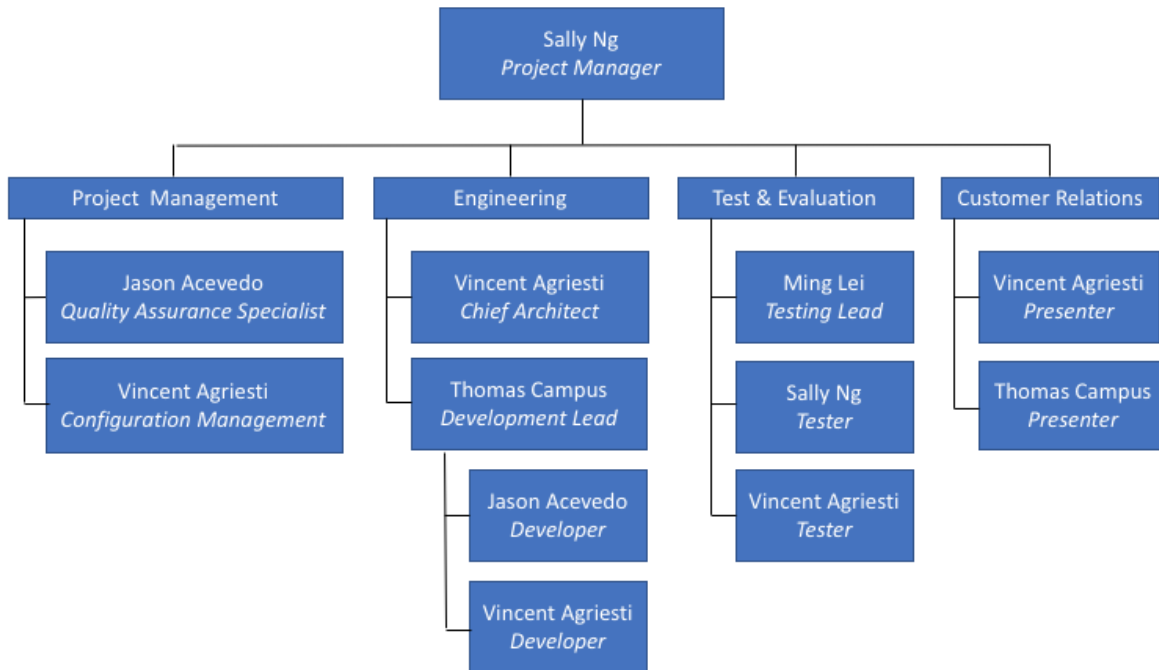 Sally Ng
Project Manager
Project Management
Engineering
Test & Evaluation
Customer Relations
Jason Acevedo
Quality Assurance Specialist
Vincent Agriesti
Configuration Management
Vincent Agriesti
Chief Architect
Thomas Campus
Development Lead
Jason Acevedo
Developer
Vincent Agriesti
Developer
Ming Lei
Testing Lead
Sally Ng
Tester
Vincent Agriesti
Tester
Vincent Agriesti
Presenter
Thomas Campus
Presenter